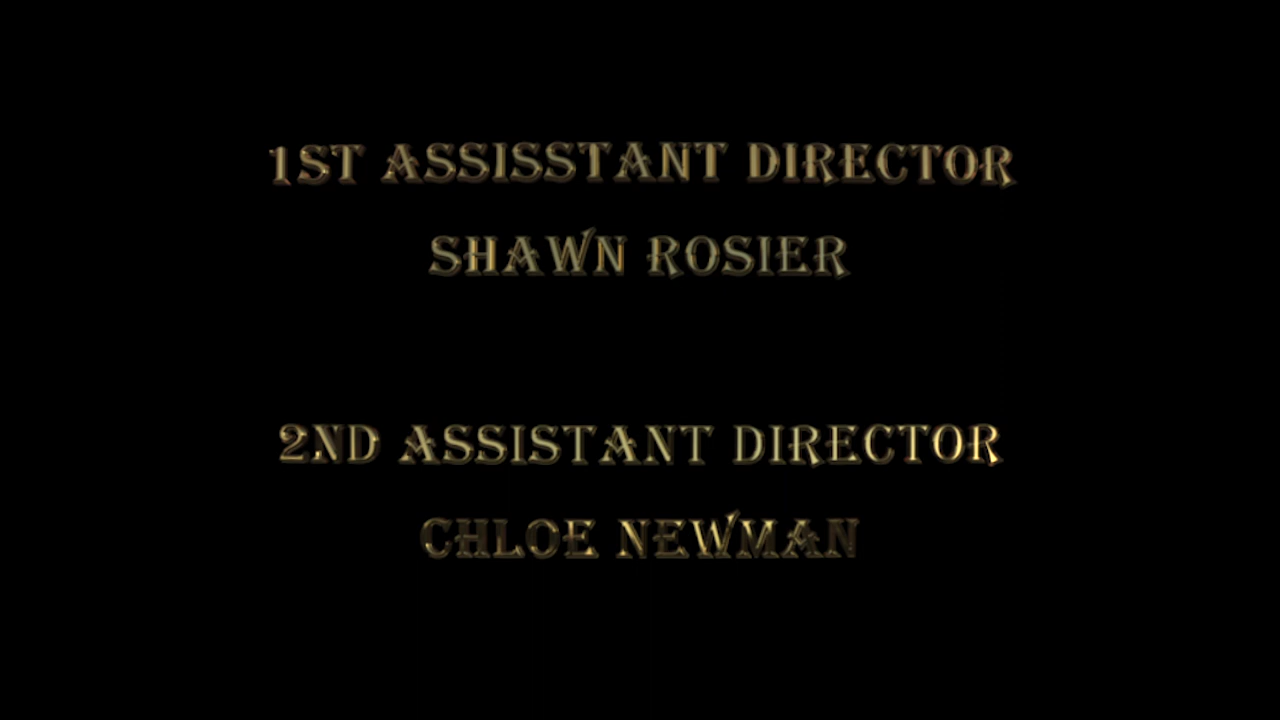 1ST ASSISSTANT DIRECTOR
SHAWN ROSIER
2ND ASSISTANT DIRECTOR
CHLOE NEWMAN